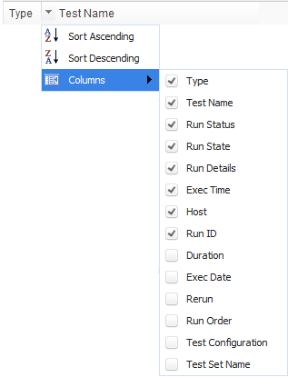 Type Test Name
Sort Ascending
Sort Descending
Columns
Type
Test Name
Run Status
Run State
Run Details
Exec Time
Host
Run ID
Duration
Exec Date
Rerun
Run Order
Test Configuration
Test Set Name